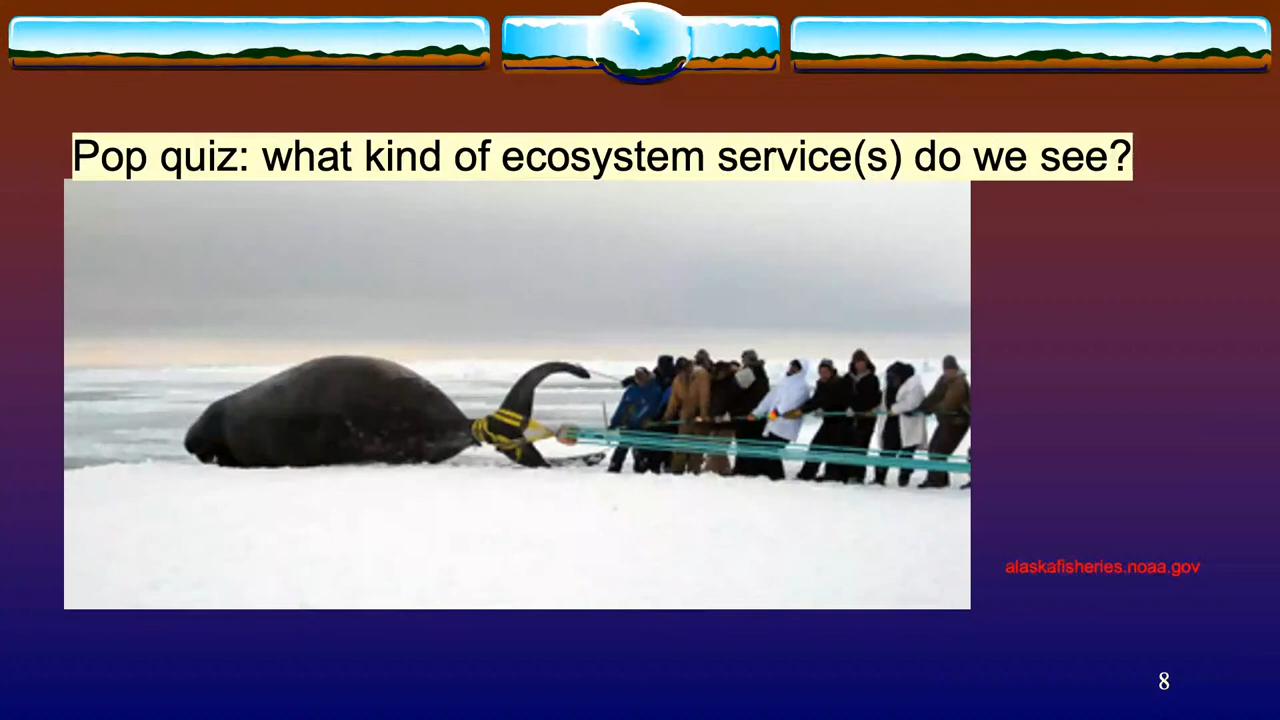 Pop quiz: what kind of ecosystem service(s) do we see?
alaskafisheries.noaa.gov
8